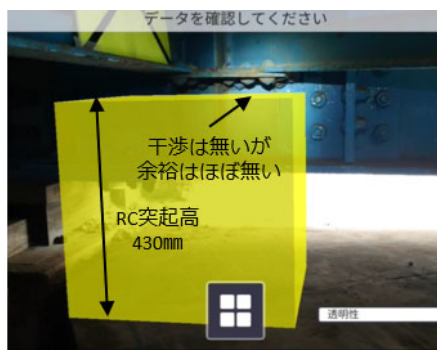 データを確認してください
干渉は無いが
余裕はほぼ無い
RC突起高
430㎜
透明性